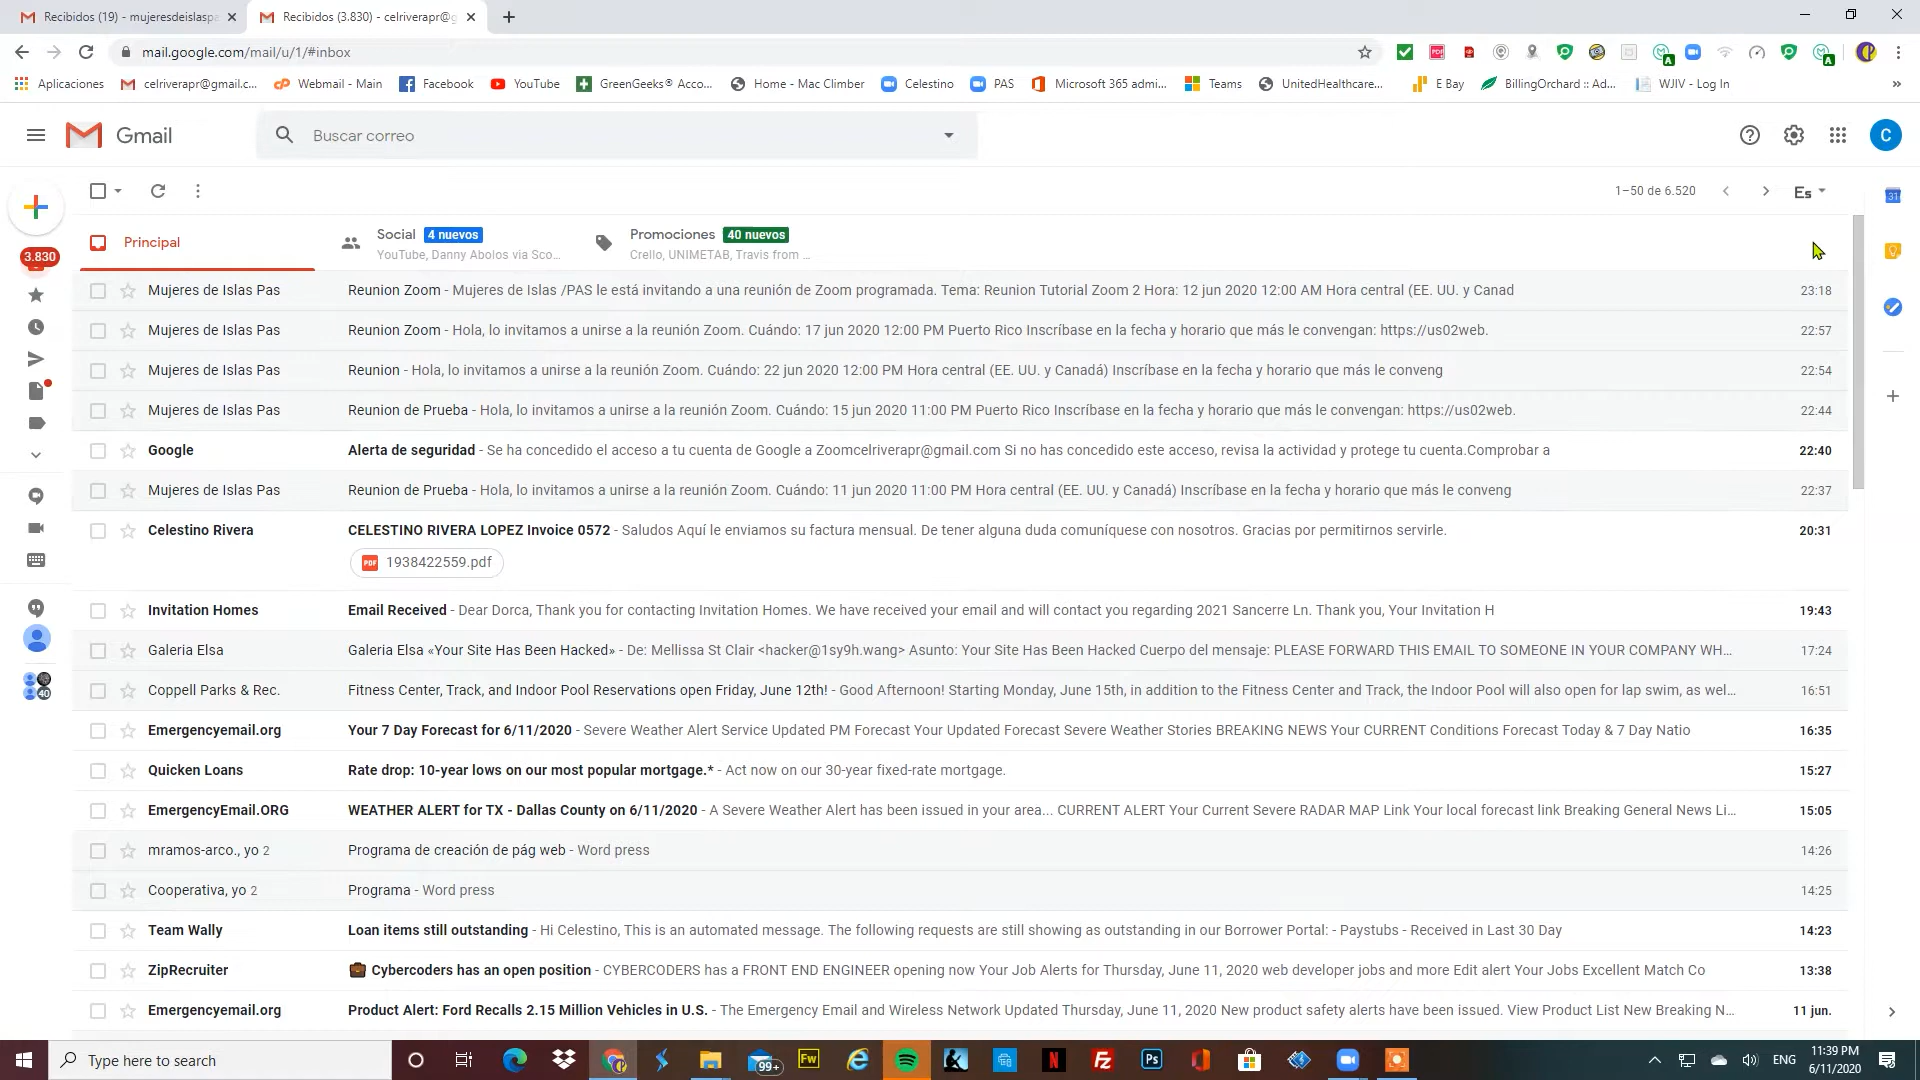 Recibidos (19) - mujeresdeislaspa
Recibidos (3.830) - celriverapr@g
mail.google.com/mail/u/1/#inbox
Aplicaciones celriverapr@gmail.c... Webmail - Main Facebook YouTube GreenGeeks® Acco... Home - Mac Climber Celestino PAS Microsoft 365 admi... Teams UnitedHealthcare... E Bay BillingOrchard :: Ad... WJIV - Log In »
Gmail
Buscar correo
C
1–50 de 6.520
Es
Principal
Social 4 nuevos
YouTube, Danny Abolos via Sco...
Promociones 40 nuevos
Crello, UNIMETAB, Travis from ...
3.830
Mujeres de Islas Pas Reunion Zoom - Mujeres de Islas /PAS le está invitando a una reunión de Zoom programada. Tema: Reunion Tutorial Zoom 2 Hora: 12 jun 2020 12:00 AM Hora central (EE. UU. y Canad 23:18
Mujeres de Islas Pas Reunion Zoom - Hola, lo invitamos a unirse a la reunión Zoom. Cuándo: 17 jun 2020 12:00 PM Puerto Rico Inscríbase en la fecha y horario que más le convengan: https://us02web. 22:57
Mujeres de Islas Pas Reunion - Hola, lo invitamos a unirse a la reunión Zoom. Cuándo: 22 jun 2020 12:00 PM Hora central (EE. UU. y Canadá) Inscríbase en la fecha y horario que más le conveng 22:54
Mujeres de Islas Pas Reunion de Prueba - Hola, lo invitamos a unirse a la reunión Zoom. Cuándo: 15 jun 2020 11:00 PM Puerto Rico Inscríbase en la fecha y horario que más le convengan: https://us02web. 22:44
Google Alerta de seguridad - Se ha concedido el acceso a tu cuenta de Google a Zoomcelriverapr@gmail.com Si no has concedido este acceso, revisa la actividad y protege tu cuenta.Comprobar a 22:40
Mujeres de Islas Pas Reunion de Prueba - Hola, lo invitamos a unirse a la reunión Zoom. Cuándo: 11 jun 2020 11:00 PM Hora central (EE. UU. y Canadá) Inscríbase en la fecha y horario que más le conveng 22:37
Celestino Rivera CELESTINO RIVERA LOPEZ Invoice 0572 - Saludos Aquí le enviamos su factura mensual. De tener alguna duda comuníquese con nosotros. Gracias por permitirnos servirle. 20:31
PDF 1938422559.pdf
Invitation Homes Email Received - Dear Dorca, Thank you for contacting Invitation Homes. We have received your email and will contact you regarding 2021 Sancerre Ln. Thank you, Your Invitation H 19:43
Galeria Elsa Galeria Elsa «Your Site Has Been Hacked» - De: Mellissa St Clair <hacker@1sy9h.wang> Asunto: Your Site Has Been Hacked Cuerpo del mensaje: PLEASE FORWARD THIS EMAIL TO SOMEONE IN YOUR COMPANY WH... 17:24
Coppell Parks & Rec. Fitness Center, Track, and Indoor Pool Reservations open Friday, June 12th! - Good Afternoon! Starting Monday, June 15th, in addition to the Fitness Center and Track, the Indoor Pool will also open for lap swim, as wel... 16:51
Emergencyemail.org Your 7 Day Forecast for 6/11/2020 - Severe Weather Alert Service Updated PM Forecast Your Updated Forecast Severe Weather Stories BREAKING NEWS Your CURRENT Conditions Forecast Today & 7 Day Natio 16:35
Quicken Loans Rate drop: 10-year lows on our most popular mortgage.* - Act now on our 30-year fixed-rate mortgage. 15:27
EmergencyEmail.ORG WEATHER ALERT for TX - Dallas County on 6/11/2020 - A Severe Weather Alert has been issued in your area... CURRENT ALERT Your Current Severe RADAR MAP Link Your local forecast link Breaking General News Li... 15:05
mramos-arco., yo 2 Programa de creación de pág web - Word press 14:26
Cooperativa, yo 2 Programa - Word press 14:25
Team Wally Loan items still outstanding - Hi Celestino, This is an automated message. The following requests are still showing as outstanding in our Borrower Portal: - Paystubs - Received in Last 30 Day 14:23
ZipRecruiter Cybercoders has an open position - CYBERCODERS has a FRONT END ENGINEER opening now Your Job Alerts for Thursday, June 11, 2020 web developer jobs and more Edit alert Your Jobs Excellent Match Co 13:38
Emergencyemail.org Product Alert: Ford Recalls 2.15 Million Vehicles in U.S. - The Emergency Email and Wireless Network Updated Thursday, June 11, 2020 New product safety alerts have been issued. View Product List New Breaking N... 11 jun.
40
31
Type here to search
99+
Fw
Ps
ENG
11:39 PM
6/11/2020